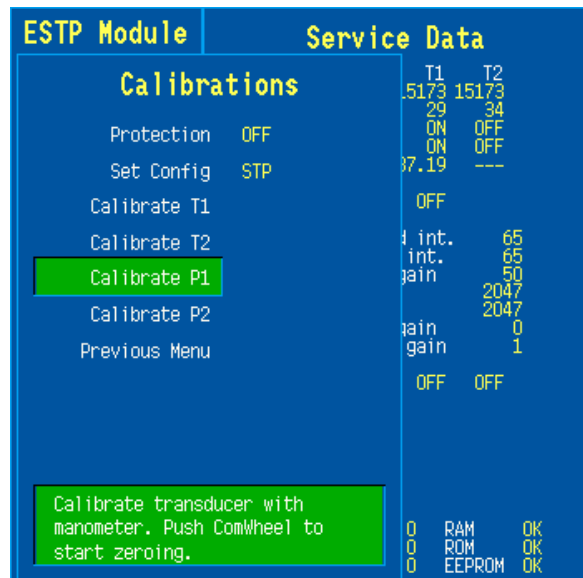 ESTP Module
Service Data
Calibrations
Protection OFF
Set Config STP
Calibrate T1
Calibrate T2
Calibrate P1
Calibrate P2
Previous Menu
Calibrate transducer with
manometer. Push ComWheel to
start zeroing.
T1 T2
15173 15173
29 34
ON OFF
ON OFF
37.19 ---
OFF
int. 65
int. 65
gain 50
2047
2047
gain 0
gain 1
OFF OFF
0 RAM OK
0 ROM OK
0 EEPROM OK